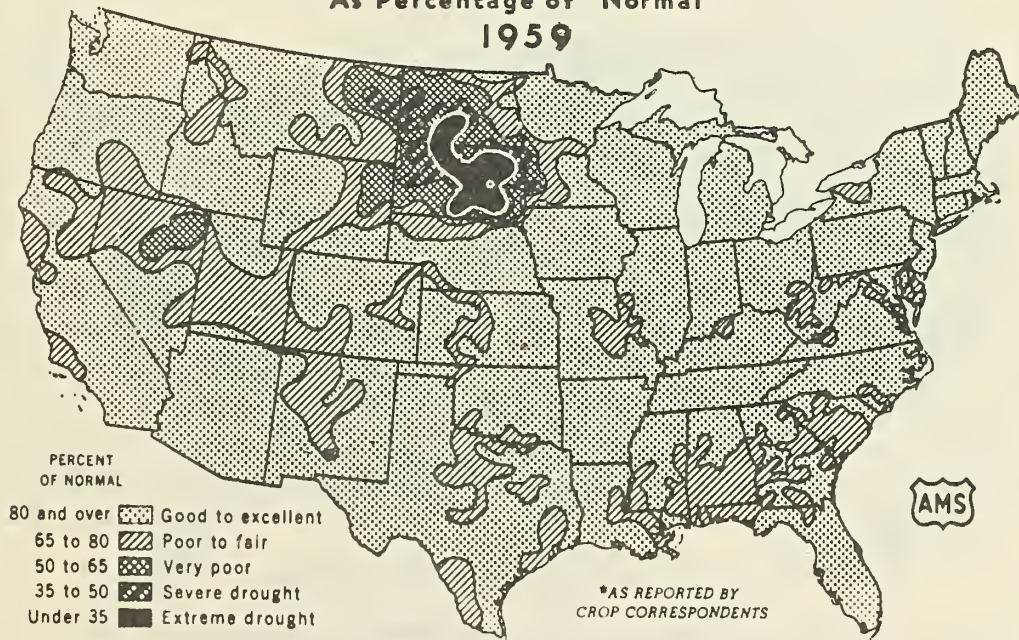 As Percentage of Normal
1959
PERCENT
OF NORMAL
80 and over Good to excellent
65 to 80 Poor to fair
50 to 65 Very poor
35 to 50 Severe drought
Under 35 Extreme drought
*AS REPORTED BY
CROP CORRESPONDENTS
AMS